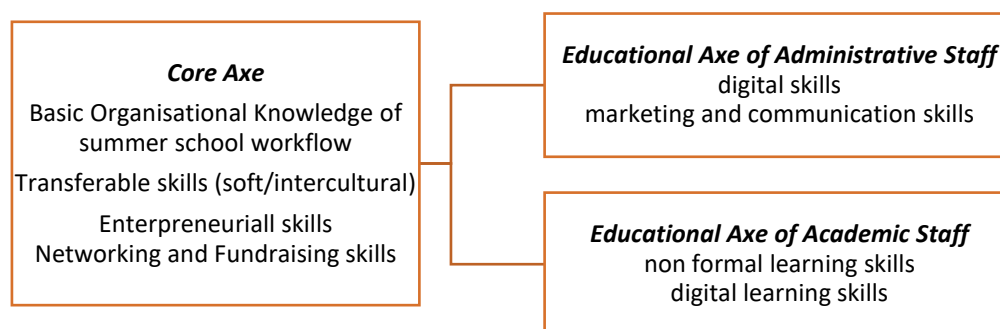 Core Axe
Basic Organisational Knowledge of
summer school workflow
Transferable skills (soft/intercultural)
Enterpreneuriall skills
Networking and Fundraising skills
Educational Axe of Administrative Staff
digital skills
marketing and communication skills
Educational Axe of Academic Staff
non formal learning skills
digital learning skills